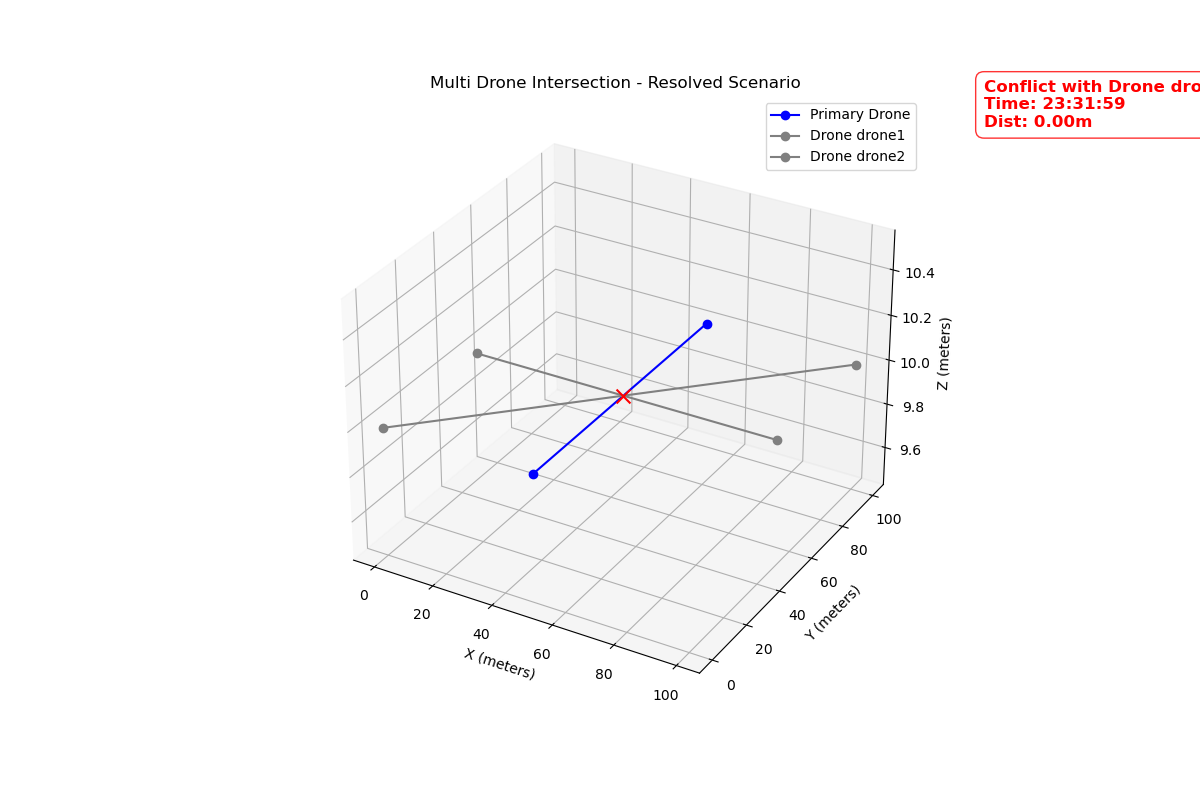 Multi Drone Intersection - Resolved Scenario
Conflict with Drone
Time: 23:31:59
Dist: 0.00m
Primary Drone
Drone drone1
Drone drone2
10.4
10.2
10.0
9.8
9.6
Z (meters)
100
80
60
40
20
0
Y (meters)
0
20
40
60
80
100
X (meters)